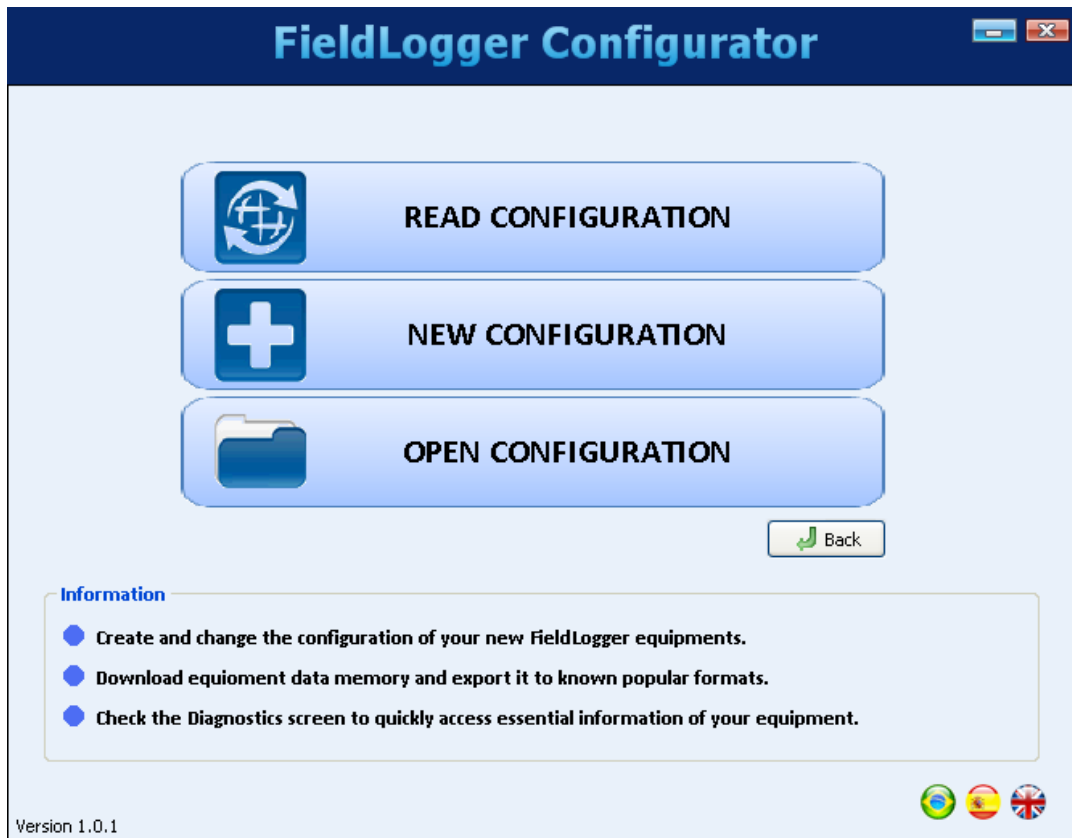 FieldLogger Configurator
READ CONFIGURATION
NEW CONFIGURATION
OPEN CONFIGURATION
Back
Information
Create and change the configuration of your new FieldLogger equipments.
Download equioment data memory and export it to known popular formats.
Check the Diagnostics screen to quickly access essential information of your equipment.
Version 1.0.1